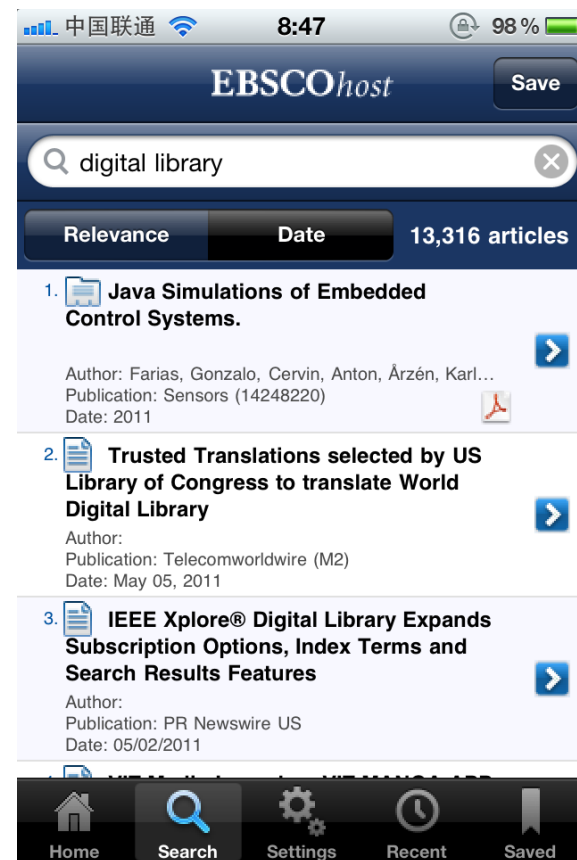 中国联通 8:47 98%
EBSCOhost Save
digital library
Relevance Date 13,316 articles
1. Java Simulations of Embedded
Control Systems.
Author: Farias, Gonzalo, Cervin, Anton, Årzén, Karl...
Publication: Sensors (14248220)
Date: 2011
2. Trusted Translations selected by US
Library of Congress to translate World
Digital Library
Author:
Publication: Telecomworldwire (M2)
Date: May 05, 2011
3. IEEE Xplore® Digital Library Expands
Subscription Options, Index Terms and
Search Results Features
Author:
Publication: PR Newswire US
Date: 05/02/2011
Home Search Settings Recent Saved